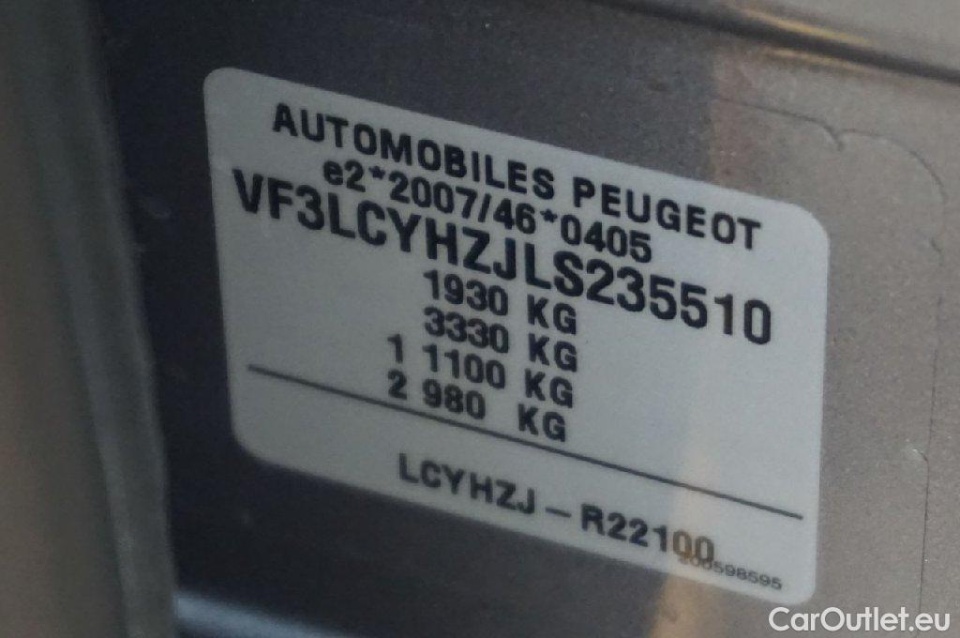 AUTOMOBILES PEUGEOT
e2*2007/46*0405
VF3LCYHZJLS235510
1930 KG
3330 KG
1 1100 KG
2 980 KG
LCYHZJ – R22100
200598595
CarOutlet.eu